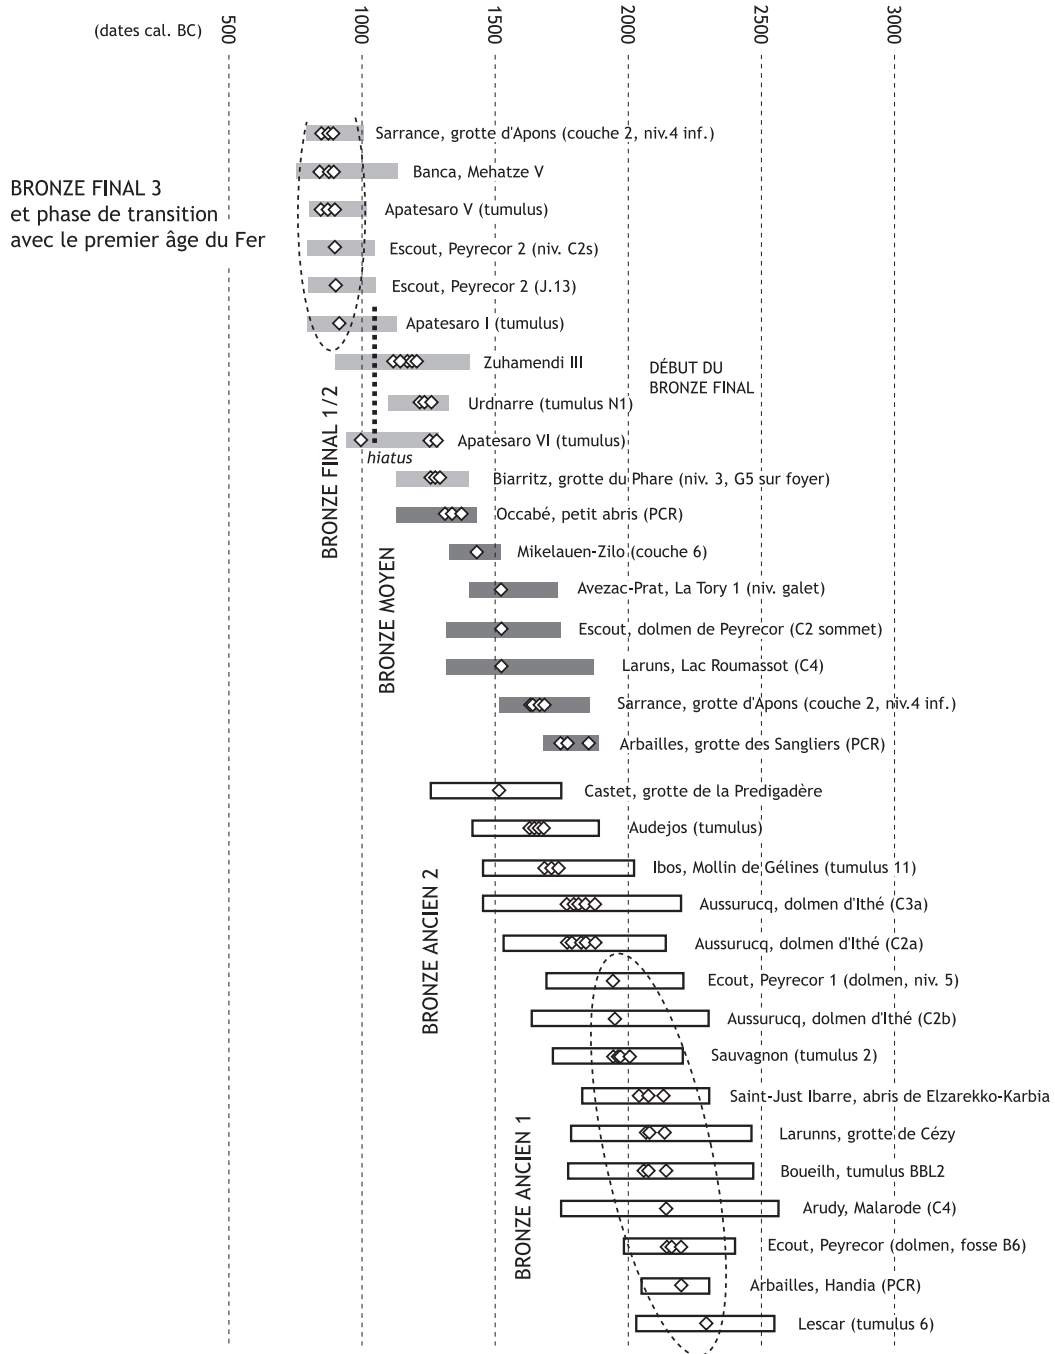 (dates cal. BC)
500
1000
1500
2000
2500
3000
Sarrance, grotte d'Apons (couche 2, niv.4 inf.)
Banca, Mehatze V
BRONZE FINAL 3
et phase de transition
avec le premier âge du Fer
Apatesaro V (tumulus)
Escout, Peyrecor 2 (niv. C2s)
Escout, Peyrecor 2 (J.13)
Apatesaro I (tumulus)
Zuhamendi III
DÉBUT DU
BRONZE FINAL
Urdnarre (tumulus N1)
Apatesaro VI (tumulus)
hiatus
BRONZE FINAL 1/2
Biarritz, grotte du Phare (niv. 3, G5 sur foyer)
Occabé, petit abris (PCR)
Mikelauen-Zilo (couche 6)
Avezac-Prat, La Tory 1 (niv. galet)
BRONZE MOYEN
Escout, dolmen de Peyrecor (C2 sommet)
Laruns, Lac Roumassot (C4)
Sarrance, grotte d'Apons (couche 2, niv.4 inf.)
Arbailles, grotte des Sangliers (PCR)
Castet, grotte de la Predigadère
Audejos (tumulus)
Ibos, Mollin de Gélines (tumulus 11)
Aussurucq, dolmen d'Ithé (C3a)
BRONZE ANCIEN 2
Aussurucq, dolmen d'Ithé (C2a)
Ecout, Peyrecor 1 (dolmen, niv. 5)
Aussurucq, dolmen d'Ithé (C2b)
Sauvagnon (tumulus 2)
Saint-Just Ibarre, abris de Elzarekko-Karbia
Larunns, grotte de Cézy
Boueilh, tumulus BBL2
BRONZE ANCIEN 1
Arudy, Malarode (C4)
Ecout, Peyrecor (dolmen, fosse B6)
Arbailles, Handia (PCR)
Lescar (tumulus 6)